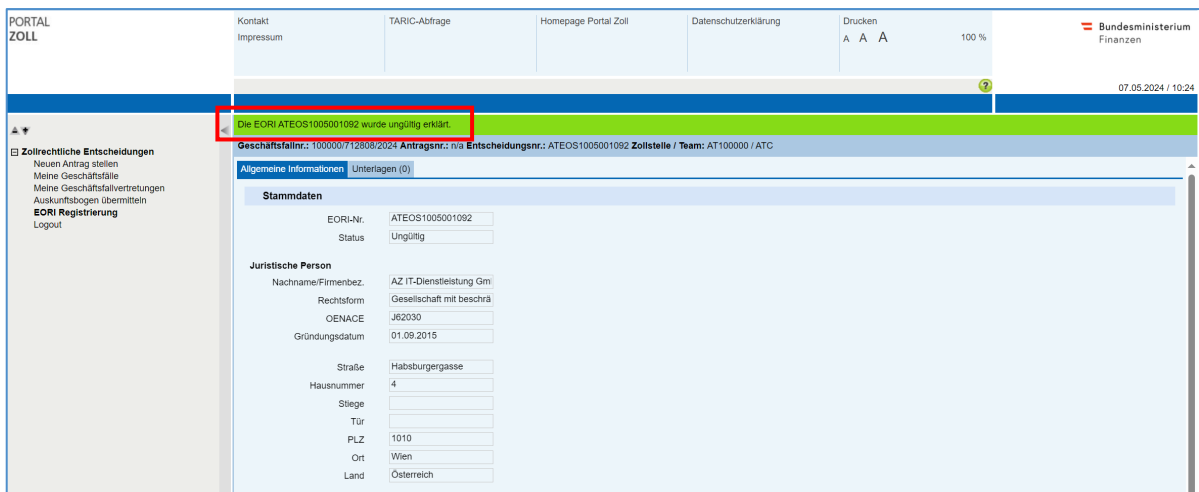 PORTAL
ZOLL
Kontakt
Impressum
TARIC-Abfrage
Homepage Portal Zoll
Datenschutzerklärung
Drucken
A A A 100 %
Bundesministerium
Finanzen
?
07.05.2024 / 10:24
Zollrechtliche Entscheidungen
Neuen Antrag stellen
Meine Geschäftsfälle
Meine Geschäftsfallvertretungen
Auskunftsbogen übermitteln
EORI Registrierung
Logout
Die EORI ATEOS1005001092 wurde ungültig erklärt.
Geschäftsfallnr.: 100000/712808/2024 Antragsnr.: n/a Entscheidungsnr.: ATEOS1005001092 Zollstelle / Team: AT100000 / ATC
Allgemeine Informationen Unterlagen (0)
Stammdaten
EORI-Nr. ATEOS1005001092
Status Ungültig
Juristische Person
Nachname/Firmenbez. AZ IT-Dienstleistung Gm
Rechtsform Gesellschaft mit beschrä
OENACE J62030
Gründungsdatum 01.09.2015
Straße Habsburgergasse
Hausnummer 4
Stiege
Tür
PLZ 1010
Ort Wien
Land Österreich